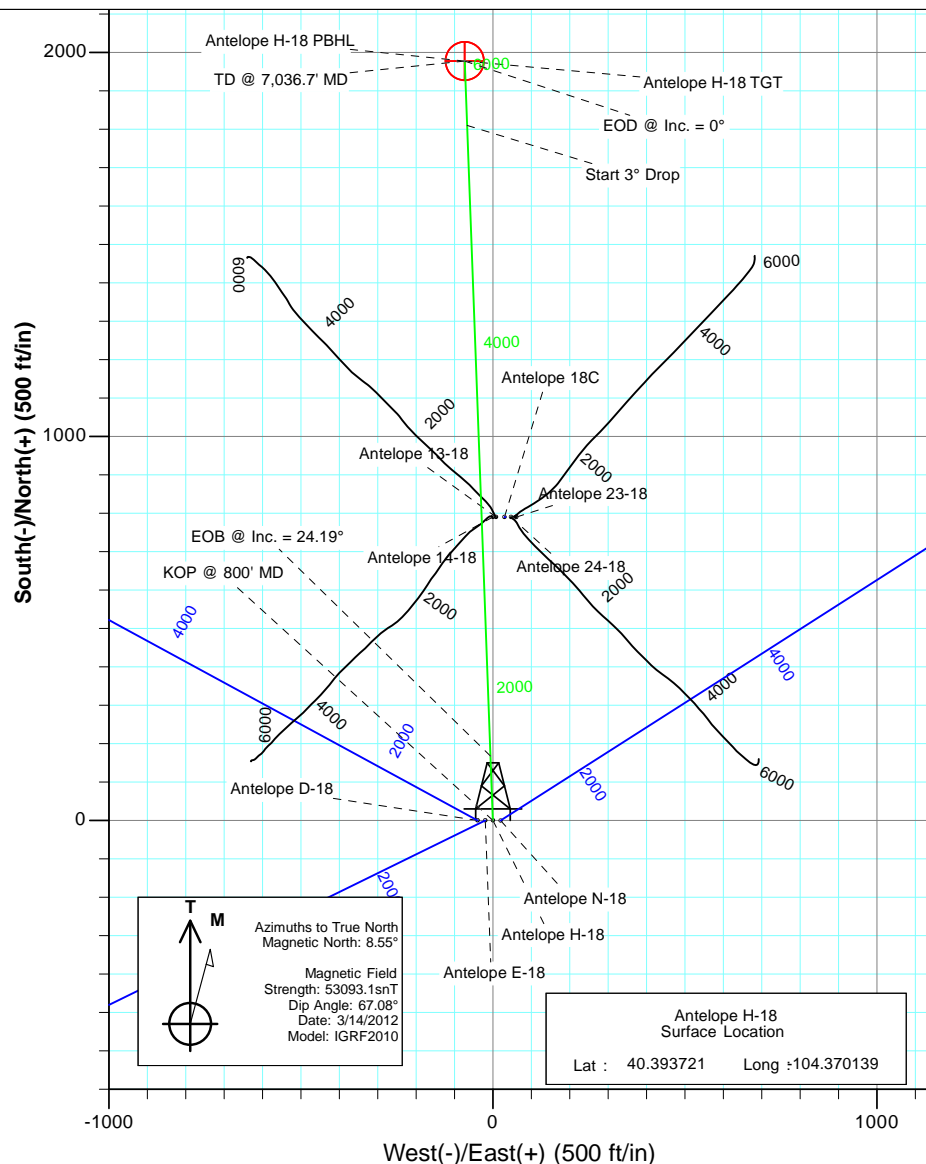 2000
1000
0
-1000
0
1000
South(-)/North(+) (500 ft/in)
West(-)/East(+) (500 ft/in)
Antelope H-18 PBHL
TD @ 7,036.7' MD
6000
Antelope H-18 TGT
EOD @ Inc. = 0°
Start 3° Drop
6000
4000
2000
6000
4000
2000
4000
Antelope 18C
Antelope 13-18
Antelope 23-18
EOB @ Inc. = 24.19°
Antelope 14-18
Antelope 24-18
KOP @ 800' MD
2000
4000
6000
2000
4000
6000
2000
4000
2000
4000
2000
2000
Antelope D-18
Antelope N-18
Antelope H-18
Antelope E-18
T
M
Azimuths to True North
Magnetic North: 8.55°
Magnetic Field
Strength: 53093.1snT
Dip Angle: 67.08°
Date: 3/14/2012
Model: IGRF2010
Antelope H-18
Surface Location
Lat : 40.393721 Long :-104.370139